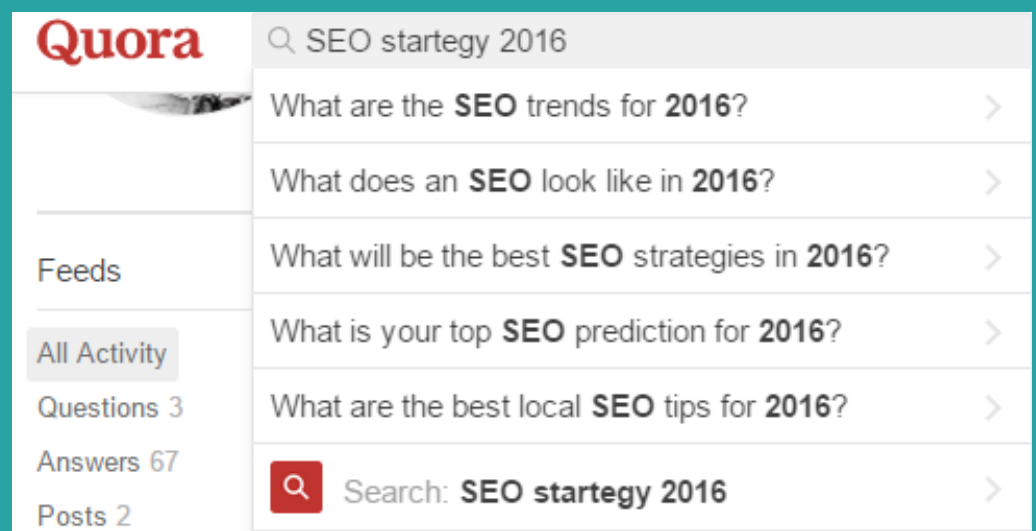 Quora
SEO startegy 2016
What are the SEO trends for 2016?
What does an SEO look like in 2016?
What will be the best SEO strategies in 2016?
What is your top SEO prediction for 2016?
What are the best local SEO tips for 2016?
Search: SEO startegy 2016
Feeds
All Activity
Questions 3
Answers 67
Posts 2